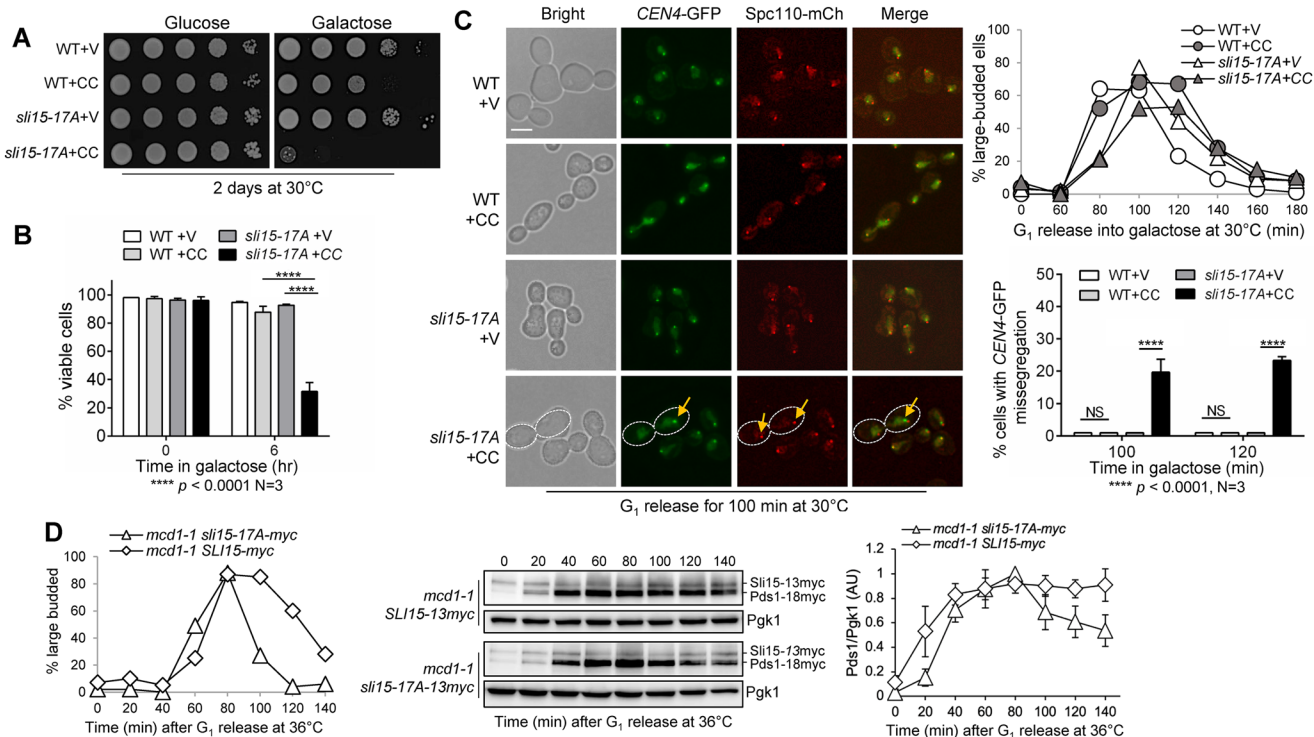 A
Glucose
Galactose
WT+V
WT+CC
sli15-17A+V
sli15-17A+CC
2 days at 30°C
B
WT +V
sli15-17A +V
WT +CC
sli15-17A +CC
****
****
% viable cells
100
80
60
40
20
0
0
6
Time in galactose (hr)
**** p < 0.0001 N=3
C
Bright
CEN4-GFP
Spc110-mCh
Merge
WT
+V
WT
+CC
sli15-17A
+V
sli15-17A
+CC
G1 release for 100 min at 30°C
WT+V
WT+CC
sli15-17A+V
sli15-17A+CC
% large-budded ells
80
60
40
20
0
0
60
80
100
120
140
160
180
G1 release into galactose at 30°C (min)
WT+V
sli15-17A+V
WT+CC
sli15-17A+CC
% cells with CEN4-GFP
missegregation
50
40
30
20
10
0
NS
****
NS
****
100
120
Time in galactose (min)
**** p < 0.0001, N=3
D
mcd1-1 sli15-17A-myc
mcd1-1 SLI15-myc
% large budded
100
80
60
40
20
0
0 20 40 60 80 100 120 140
Time (min) after G1 release at 36°C
0 20 40 60 80 100 120 140
mcd1-1
SLI15-13myc
Sli15-13myc
Pds1-18myc
Pgk1
mcd1-1
sli15-17A-13myc
Sli15-13myc
Pds1-18myc
Pgk1
Time (min) after G1 release at 36°C
mcd1-1 sli15-17A-myc
mcd1-1 SLI15-myc
Pds1/Pgk1 (AU)
1.2
1
0.8
0.6
0.4
0.2
0
0 20 40 60 80 100 120 140
Time (min) after G1 release at 36°C